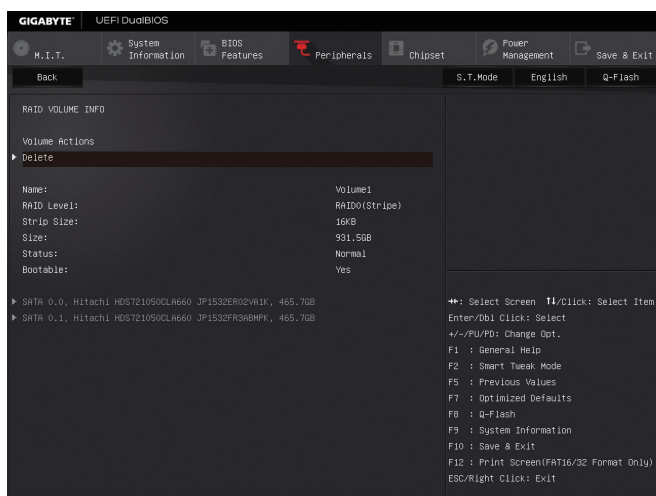 GIGABYTE™ UEFI DualBIOS
M.I.T. System Information BIOS Features Peripherals Chipset Power Management Save & Exit
Back S.T.Mode English Q-Flash
RAID VOLUME INFO
Volume Actions
Delete
Name: Volume1
RAID Level: RAID0(Stripe)
Strip Size: 16KB
Size: 931.5GB
Status: Normal
Bootable: Yes
SATA 0.0, Hitachi HDS721050CLA660 JP1532ER02VA1K, 465.7GB
SATA 0.1, Hitachi HDS721050CLA660 JP1532FR3ABMPK, 465.7GB
→←: Select Screen ↑↓/Click: Select Item
Enter/Dbl Click: Select
+/-/PU/PD: Change Opt.
F1 : General Help
F2 : Smart Tweak Mode
F5 : Previous Values
F7 : Optimized Defaults
F8 : Q-Flash
F9 : System Information
F10 : Save & Exit
F12 : Print Screen(FAT16/32 Format Only)
ESC/Right Click: Exit